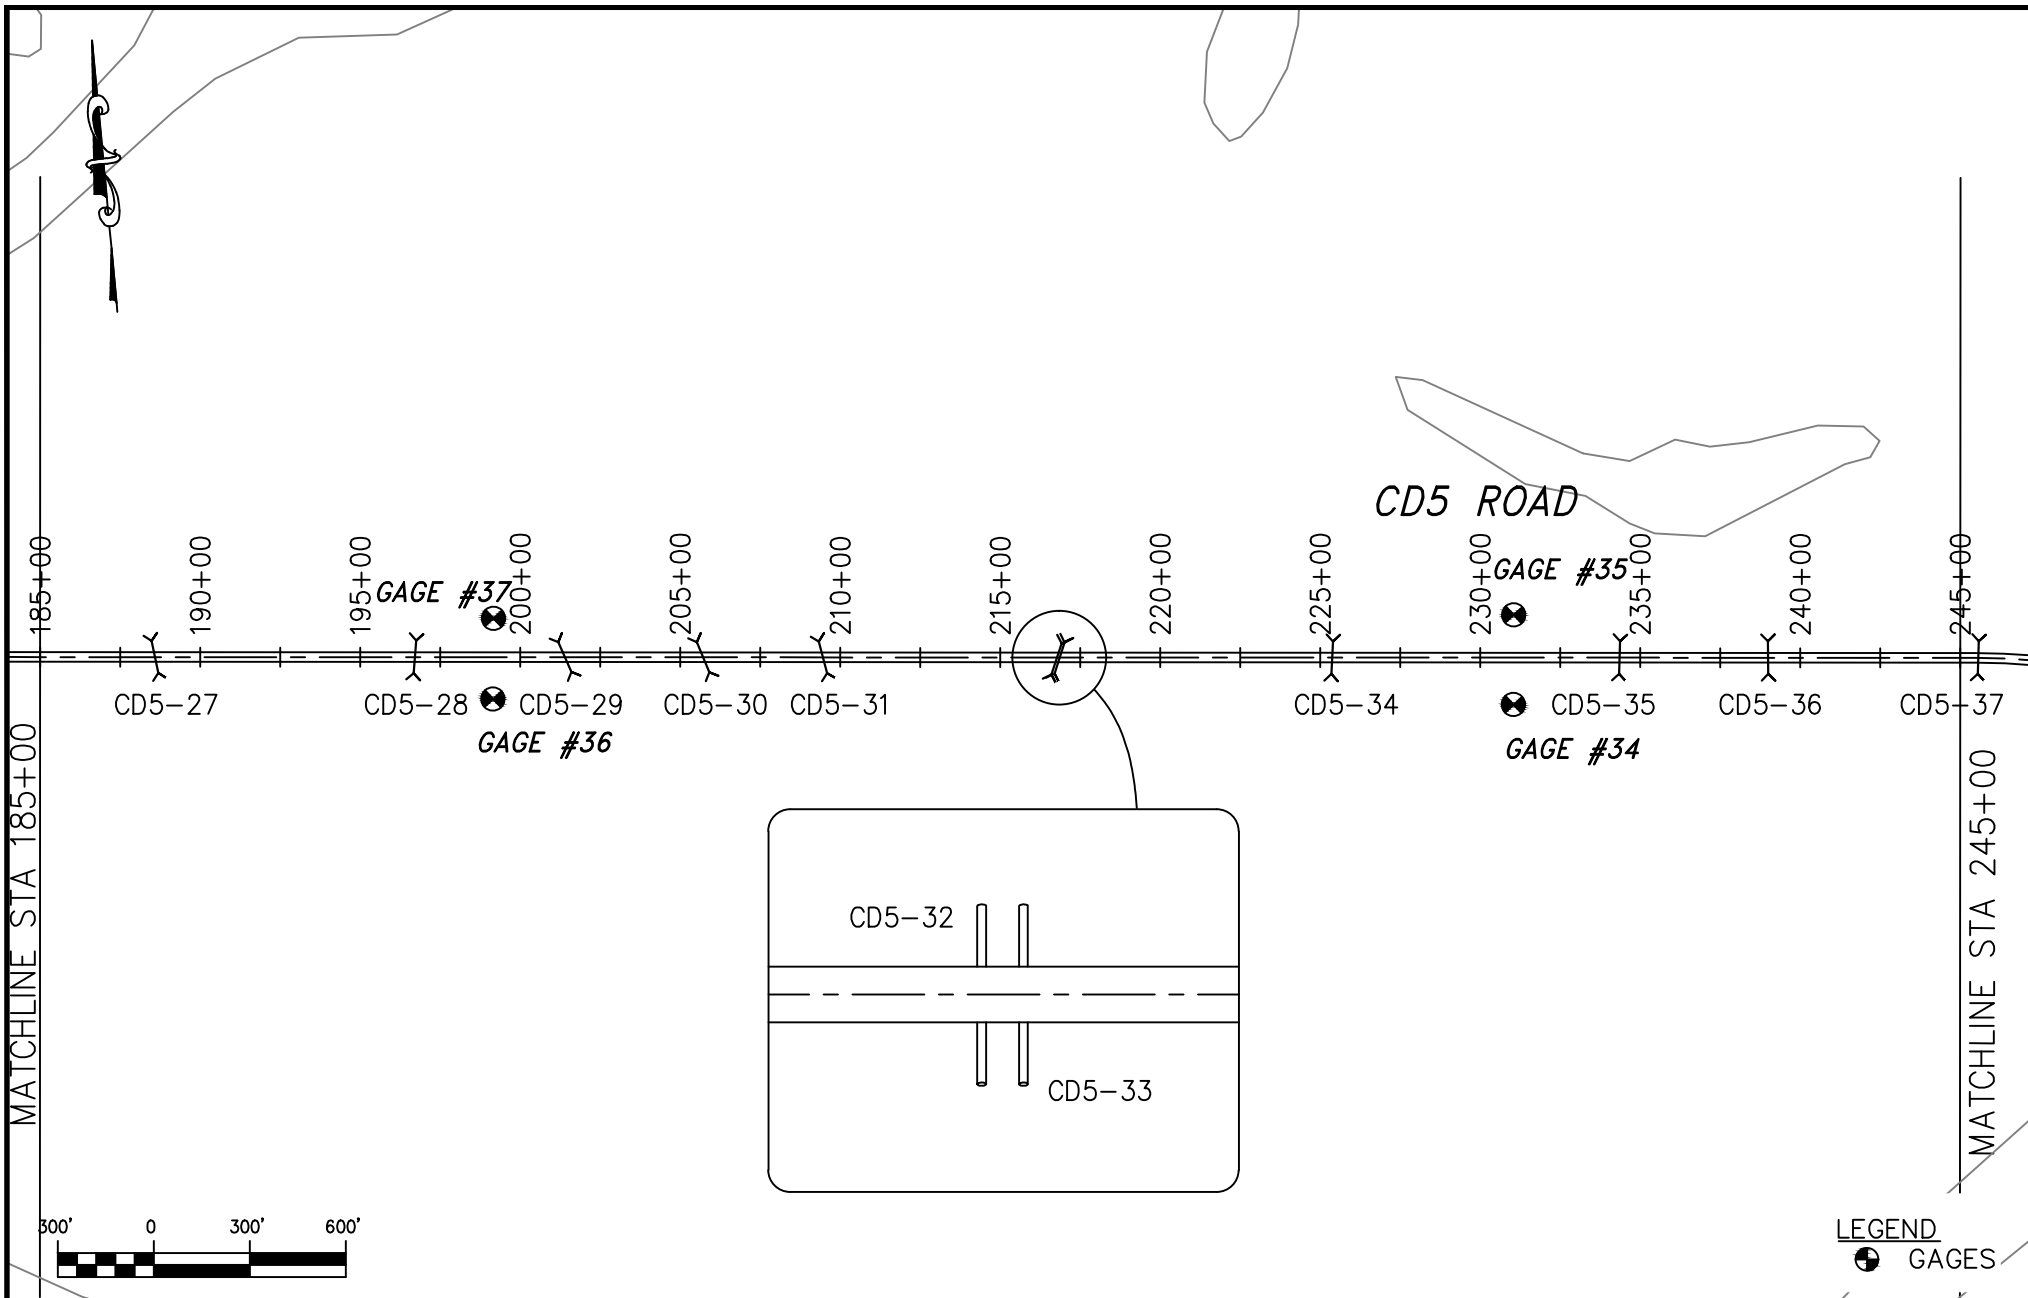 CD5 ROAD
185+00
190+00
195+00
200+00
205+00
210+00
215+00
220+00
225+00
230+00
235+00
240+00
245+00
GAGE #37
GAGE #35
CD5-27
CD5-28
CD5-29
CD5-30
CD5-31
CD5-34
CD5-35
CD5-36
CD5-37
GAGE #36
GAGE #34
MATCHLINE STA 185+00
MATCHLINE STA 245+00
CD5-32
CD5-33
300' 0 300' 600'
LEGEND
GAGES